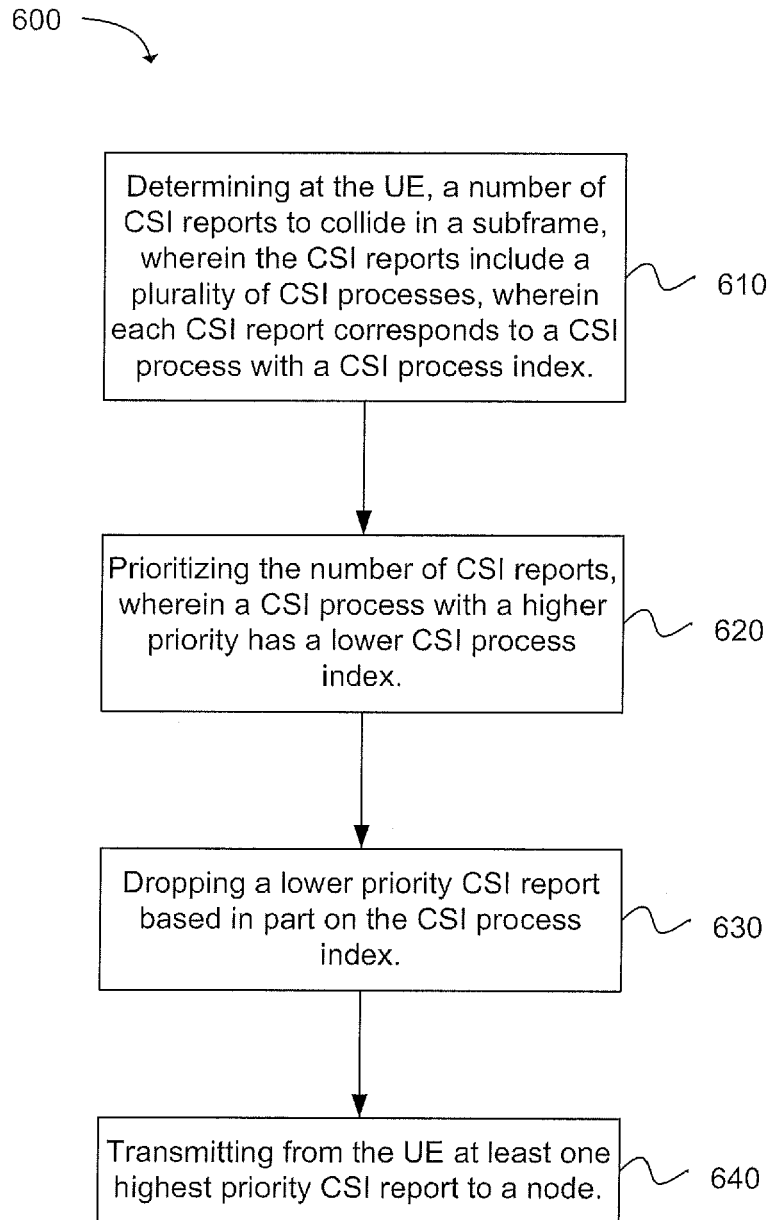 600
Determining at the UE, a number of
CSI reports to collide in a subframe,
wherein the CSI reports include a
plurality of CSI processes, wherein
each CSI report corresponds to a CSI
process with a CSI process index.
610
Prioritizing the number of CSI reports,
wherein a CSI process with a higher
priority has a lower CSI process
index.
620
Dropping a lower priority CSI report
based in part on the CSI process
index.
630
Transmitting from the UE at least one
highest priority CSI report to a node.
640